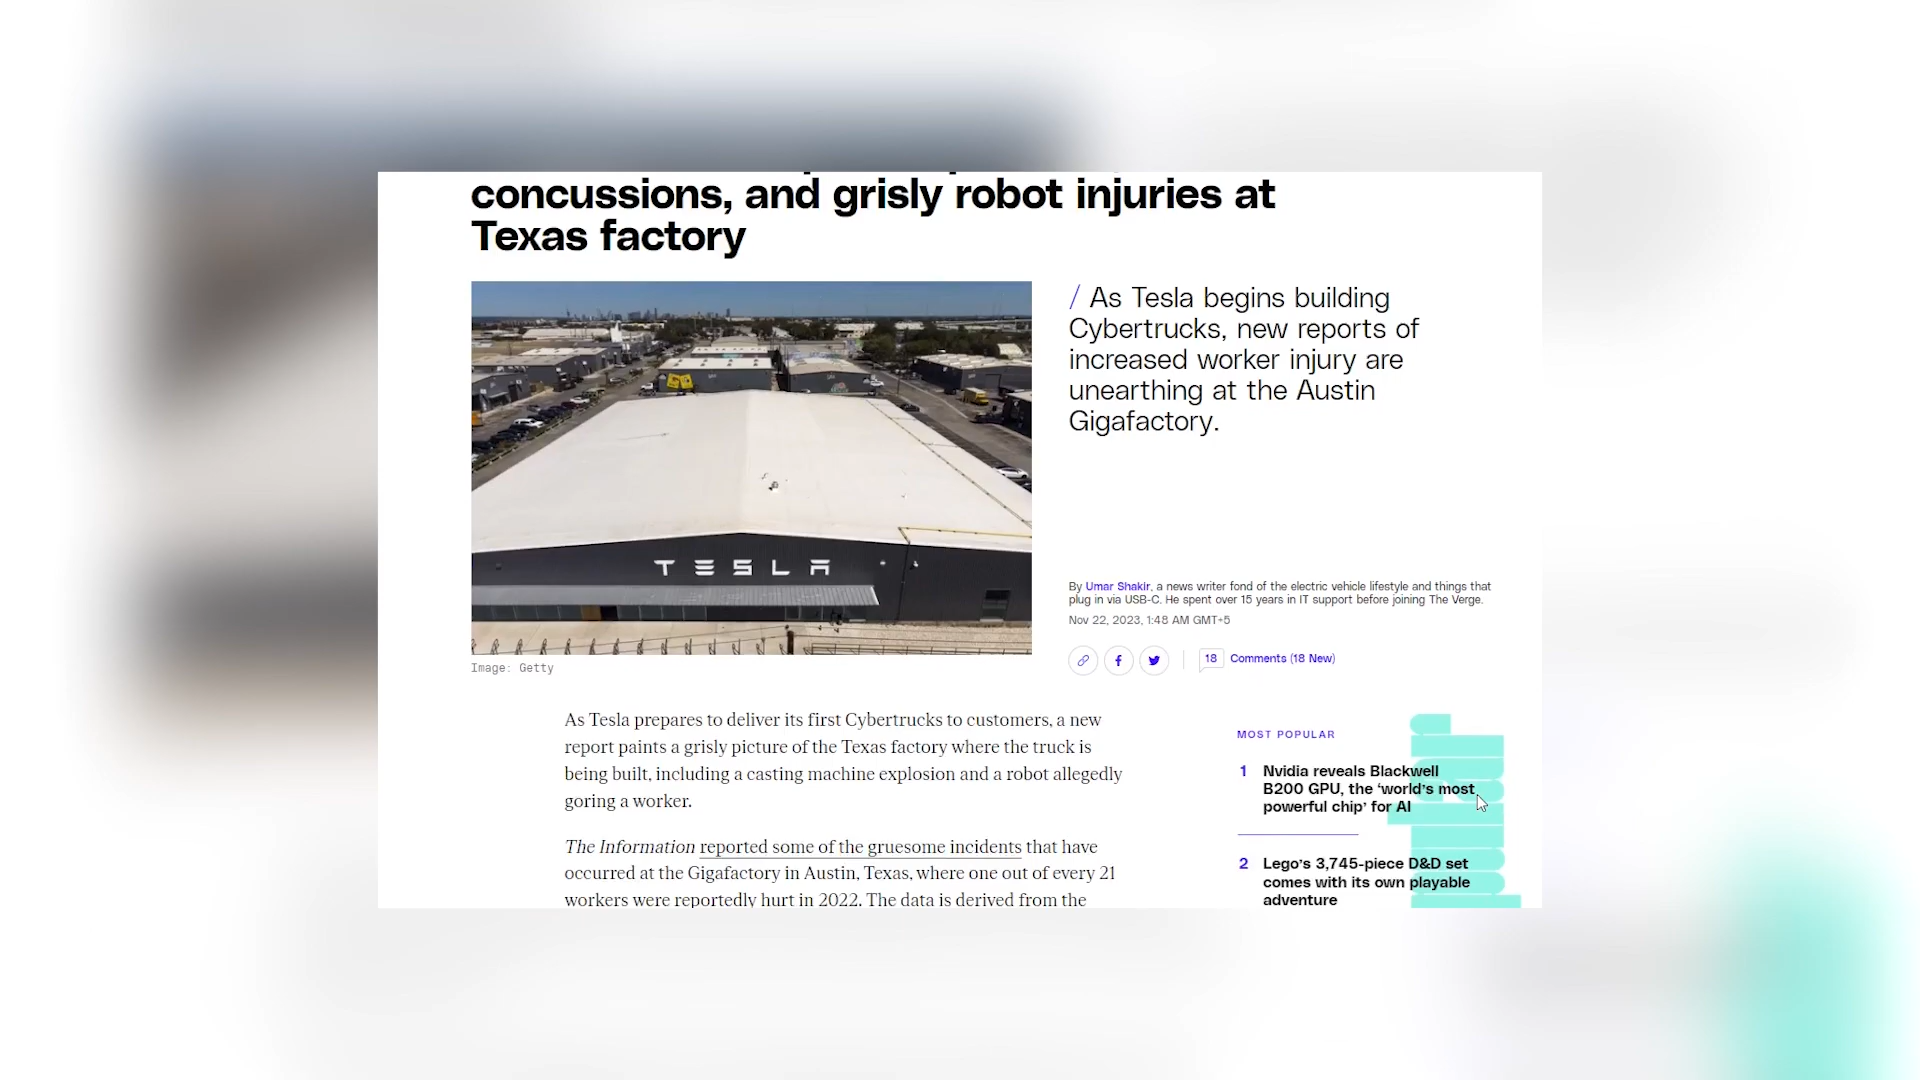 concussions, and grisly robot injuries at
Texas factory
/ As Tesla begins building
Cybertrucks, new reports of
increased worker injury are
unearthing at the Austin
Gigafactory.
TESLA
By Umar Shakir, a news writer fond of the electric vehicle lifestyle and things that
plug in via USB-C. He spent over 15 years in IT support before joining The Verge.
Nov 22, 2023, 1:48 AM GMT+5
18 Comments (18 New)
Image: Getty
As Tesla prepares to deliver its first Cybertrucks to customers, a new
report paints a grisly picture of the Texas factory where the truck is
being built, including a casting machine explosion and a robot allegedly
goring a worker.
The Information reported some of the gruesome incidents that have
occurred at the Gigafactory in Austin, Texas, where one out of every 21
workers were reportedly hurt in 2022. The data is derived from the
MOST POPULAR
1 Nvidia reveals Blackwell
B200 GPU, the ‘world’s most
powerful chip’ for AI
2 Lego’s 3,745-piece D&D set
comes with its own playable
adventure